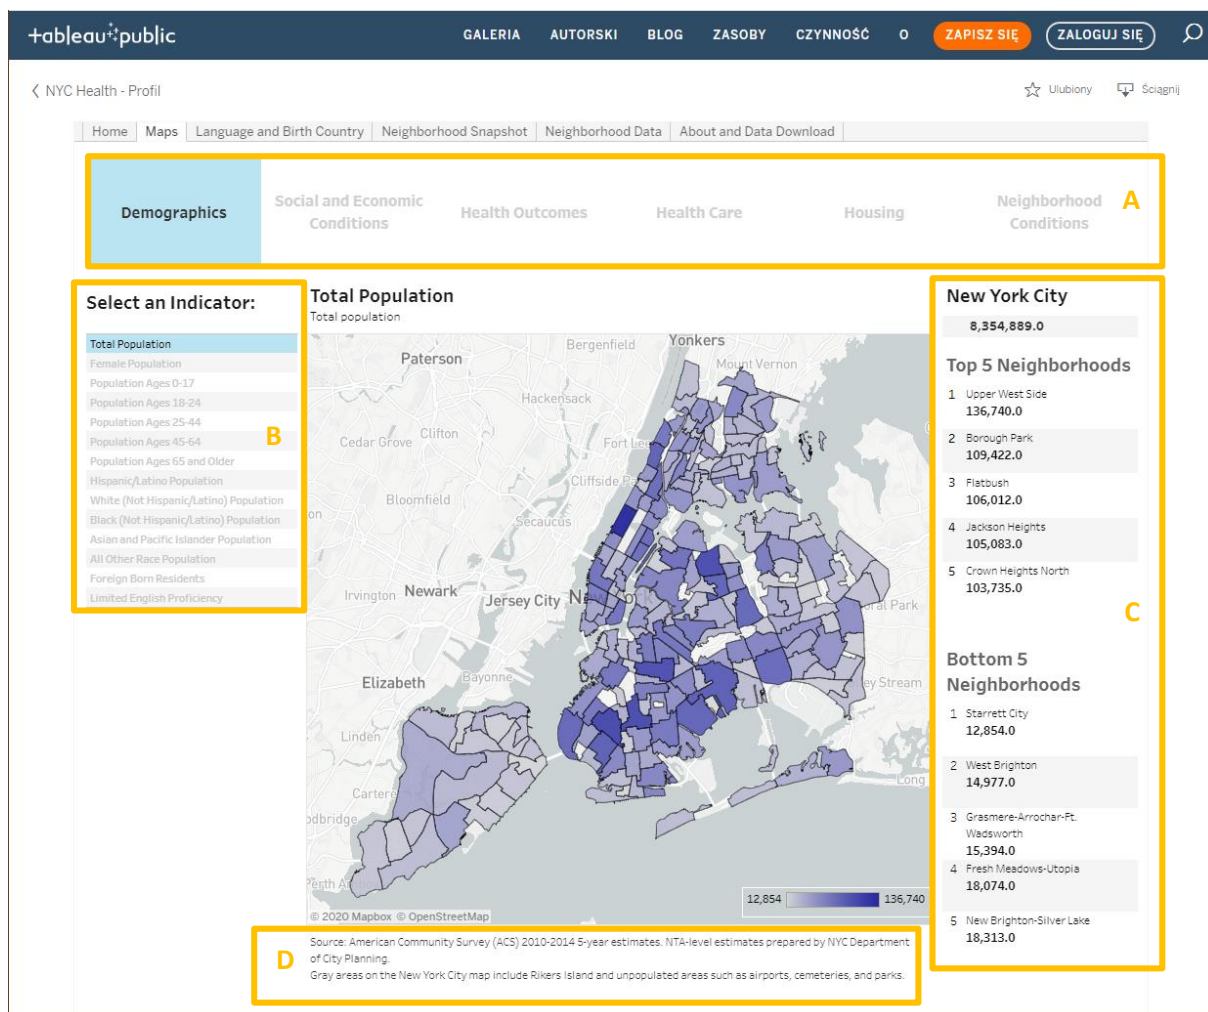 +ableau public
GALERIA AUTORSKI BLOG ZASOBY CZYNNOŚĆ O ZAPISZ SIĘ ZALOGUJ SIĘ
NYC Health - Profil
Ulubiony Ściągnij
Home Maps Language and Birth Country Neighborhood Snapshot Neighborhood Data About and Data Download
Demographics
Social and Economic
Conditions
Health Outcomes
Health Care
Housing
Neighborhood
Conditions
A
Select an Indicator:
Total Population
Female Population
Population Ages 0-17
Population Ages 18-24
Population Ages 25-44
Population Ages 45-64
Population Ages 65 and Older
Hispanic/Latino Population
White (Not Hispanic/Latino) Population
Black (Not Hispanic/Latino) Population
Asian and Pacific Islander Population
All Other Race Population
Foreign Born Residents
Limited English Proficiency
B
Total Population
Total population
Bergenfield
Yonkers
Paterson
Mount Vernon
Hackensack
Cedar Grove
Clifton
Fort Lee
Cliffside Pa
Bloomfield
on
Secaucus
Irvington
Newark
Jersey City
New York
ral Park
Elizabeth
Bayonne
ley Stream
Linden
Long
Cartere
odbridge
Perth Am
12,854 136,740
© 2020 Mapbox © OpenStreetMap
New York City
8,354,889.0
Top 5 Neighborhoods
1 Upper West Side
136,740.0
2 Borough Park
109,422.0
3 Flatbush
106,012.0
4 Jackson Heights
105,083.0
5 Crown Heights North
103,735.0
C
Bottom 5
Neighborhoods
1 Starrett City
12,854.0
2 West Brighton
14,977.0
3 Grasmere-Arrochar-Ft.
Wadsworth
15,394.0
4 Fresh Meadows-Utopia
18,074.0
5 New Brighton-Silver Lake
18,313.0
D
Source: American Community Survey (ACS) 2010-2014 5-year estimates. NTA-level estimates prepared by NYC Department
of City Planning.
Gray areas on the New York City map include Rikers Island and unpopulated areas such as airports, cemeteries, and parks.